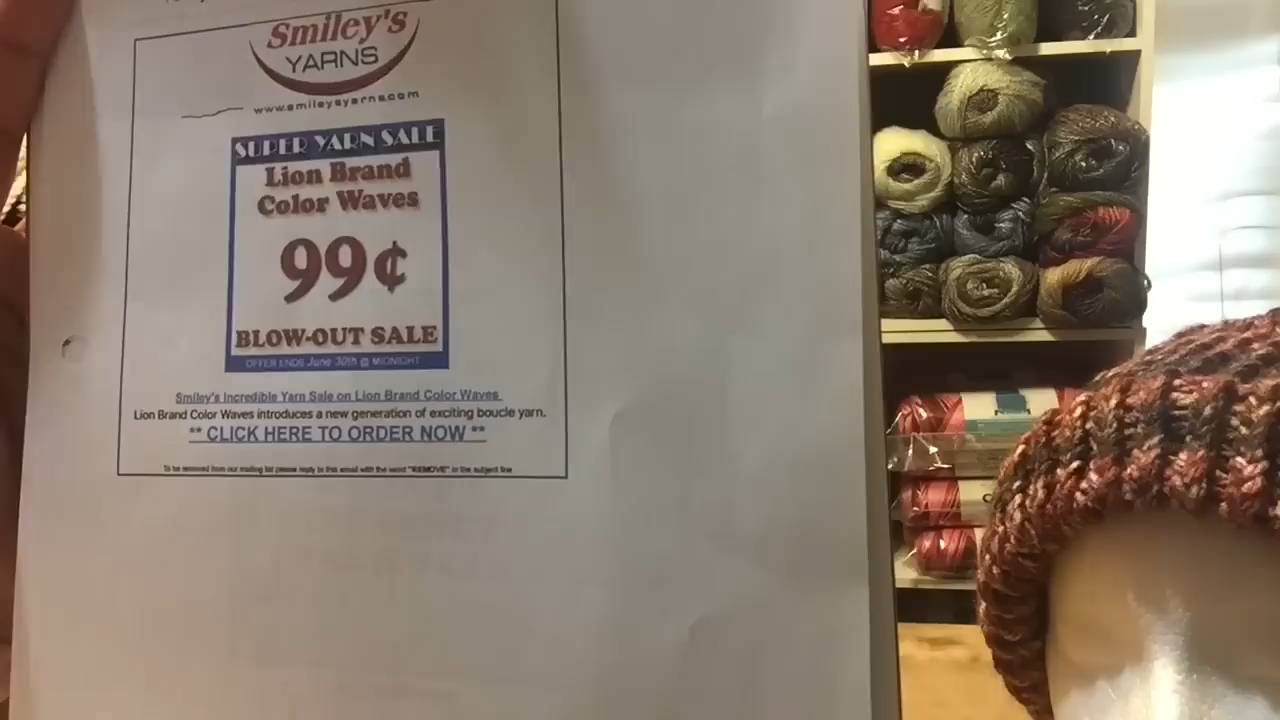 Smiley's
YARNS
www.smileysyarns.com
SUPER YARN SALE
Lion Brand
Color Waves
99¢
BLOW-OUT SALE
OFFER ENDS June 30th @ MIDNIGHT
Smiley's Incredible Yarn Sale on Lion Brand Color Waves
Lion Brand Color Waves introduces a new generation of exciting boucle yarn.
** CLICK HERE TO ORDER NOW **
To be removed from our mailing list please reply to this email with the word "REMOVE" in the subject line